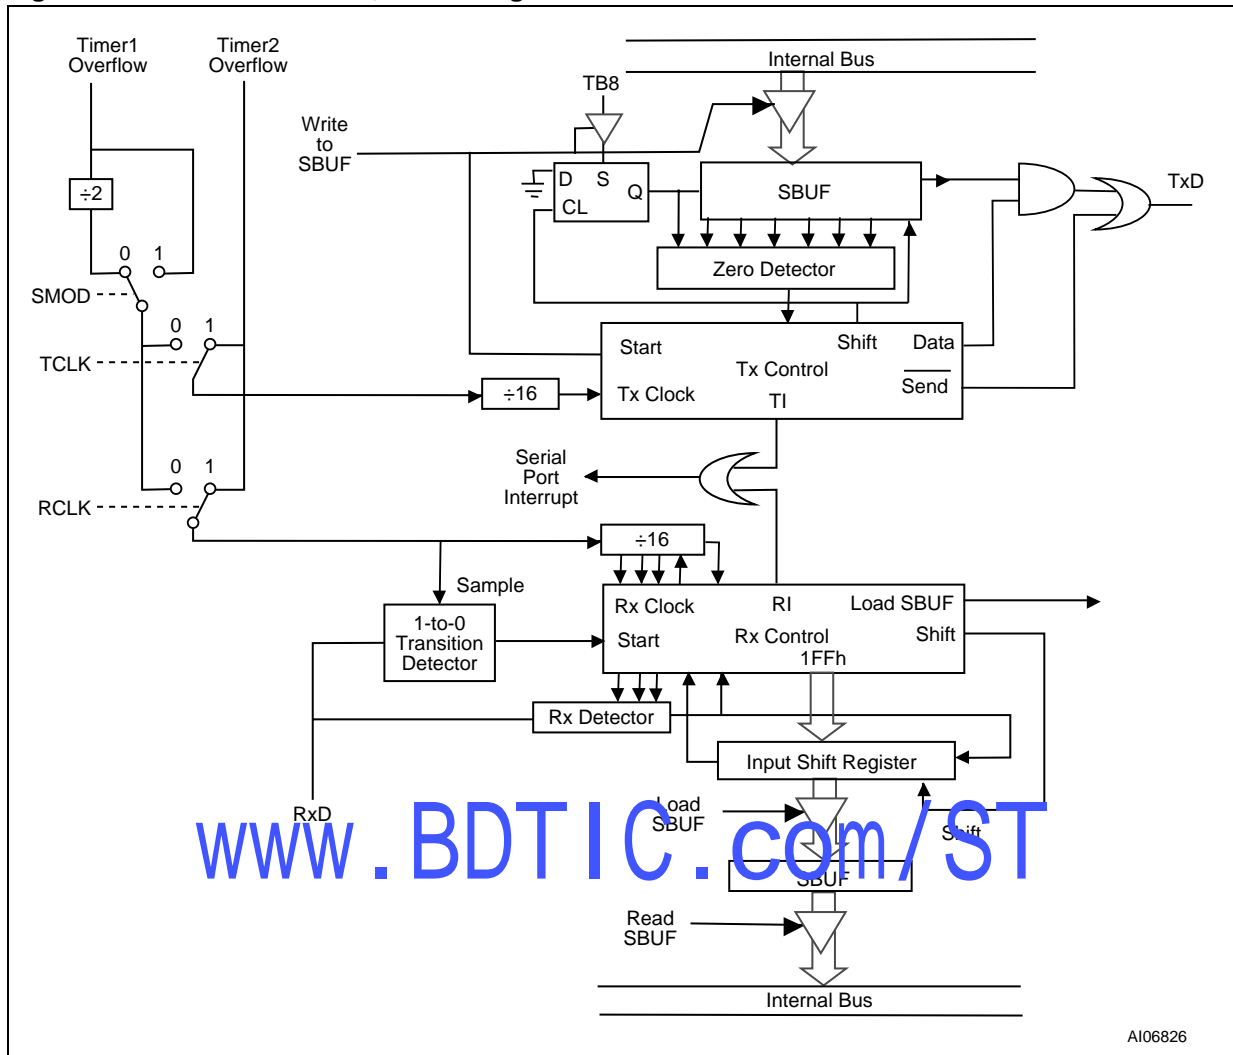 Timer1
Overflow
Timer2
Overflow
Internal Bus
TB8
Write
to
SBUF
D S
Q
CL
SBUF
TxD
÷2
Zero Detector
0 1
SMOD
0 1
TCLK
Start
Shift
Data
Tx Control
Tx Clock
Send
TI
÷16
Serial
Port
Interrupt
0 1
RCLK
÷16
Sample
Rx Clock
RI
Load SBUF
1-to-0
Transition
Detector
Start
Rx Control
Shift
1FFh
Rx Detector
Input Shift Register
RxD
Load
SBUF
Shift
www.BDTIC.com/ST
SBUF
Read
SBUF
Internal Bus
AI06826